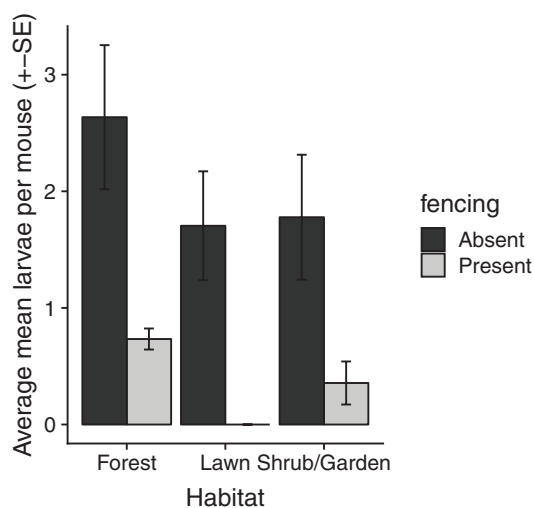 Average mean larvae per mouse (+−SE)
3
2
1
0
Forest
Lawn
Shrub/Garden
Habitat
fencing
Absent
Present